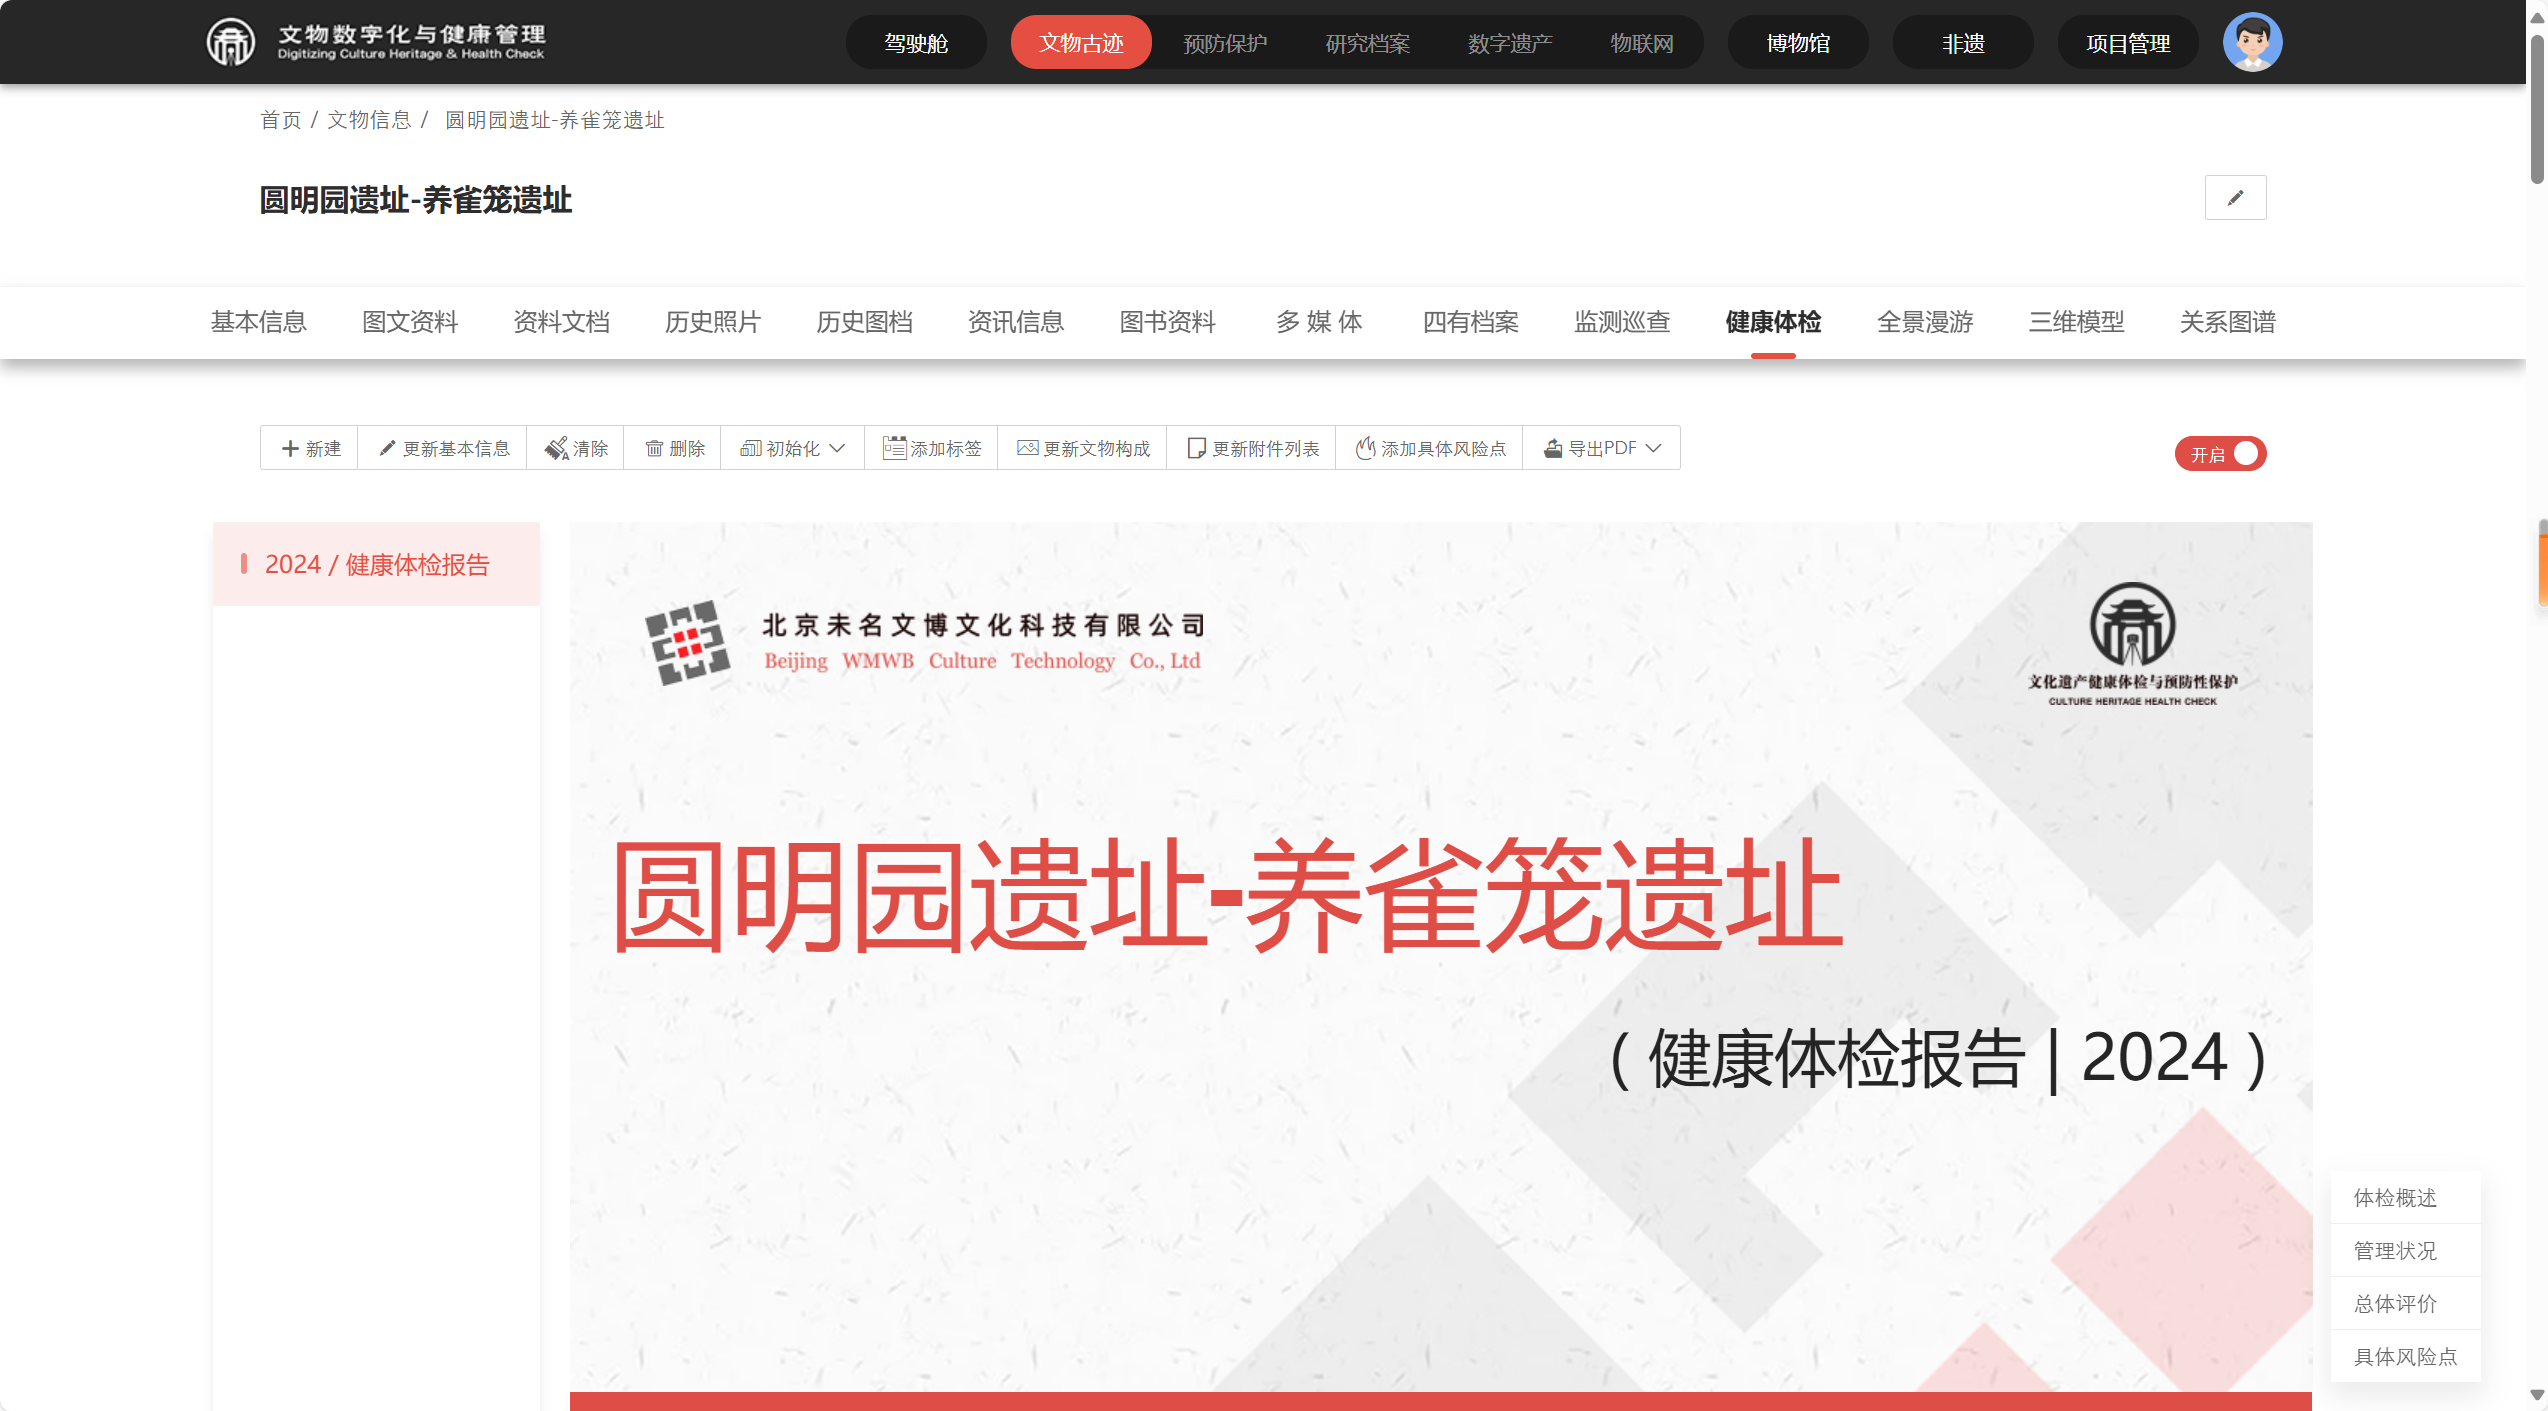 文物数字化与健康管理
Digitizing Culture Heritage & Health Check
驾驶舱 文物古迹 预防保护 研究档案 数字遗产 物联网 博物馆 非遗 项目管理
首页 / 文物信息 / 圆明园遗址-养雀笼遗址
圆明园遗址-养雀笼遗址
基本信息 图文资料 资料文档 历史照片 历史图档 资讯信息 图书资料 多 媒 体 四有档案 监测巡查 健康体检 全景漫游 三维模型 关系图谱
新建 更新基本信息 清除 删除 初始化 添加标签 更新文物构成 更新附件列表 添加具体风险点 导出PDF 开启
2024 / 健康体检报告
北京未名文博文化科技有限公司
Beijing WMWB Culture Technology Co., Ltd
文化遗产健康体检与预防性保护
CULTURE HERITAGE HEALTH CHECK
圆明园遗址-养雀笼遗址
( 健康体检报告 | 2024 )
体检概述
管理状况
总体评价
具体风险点